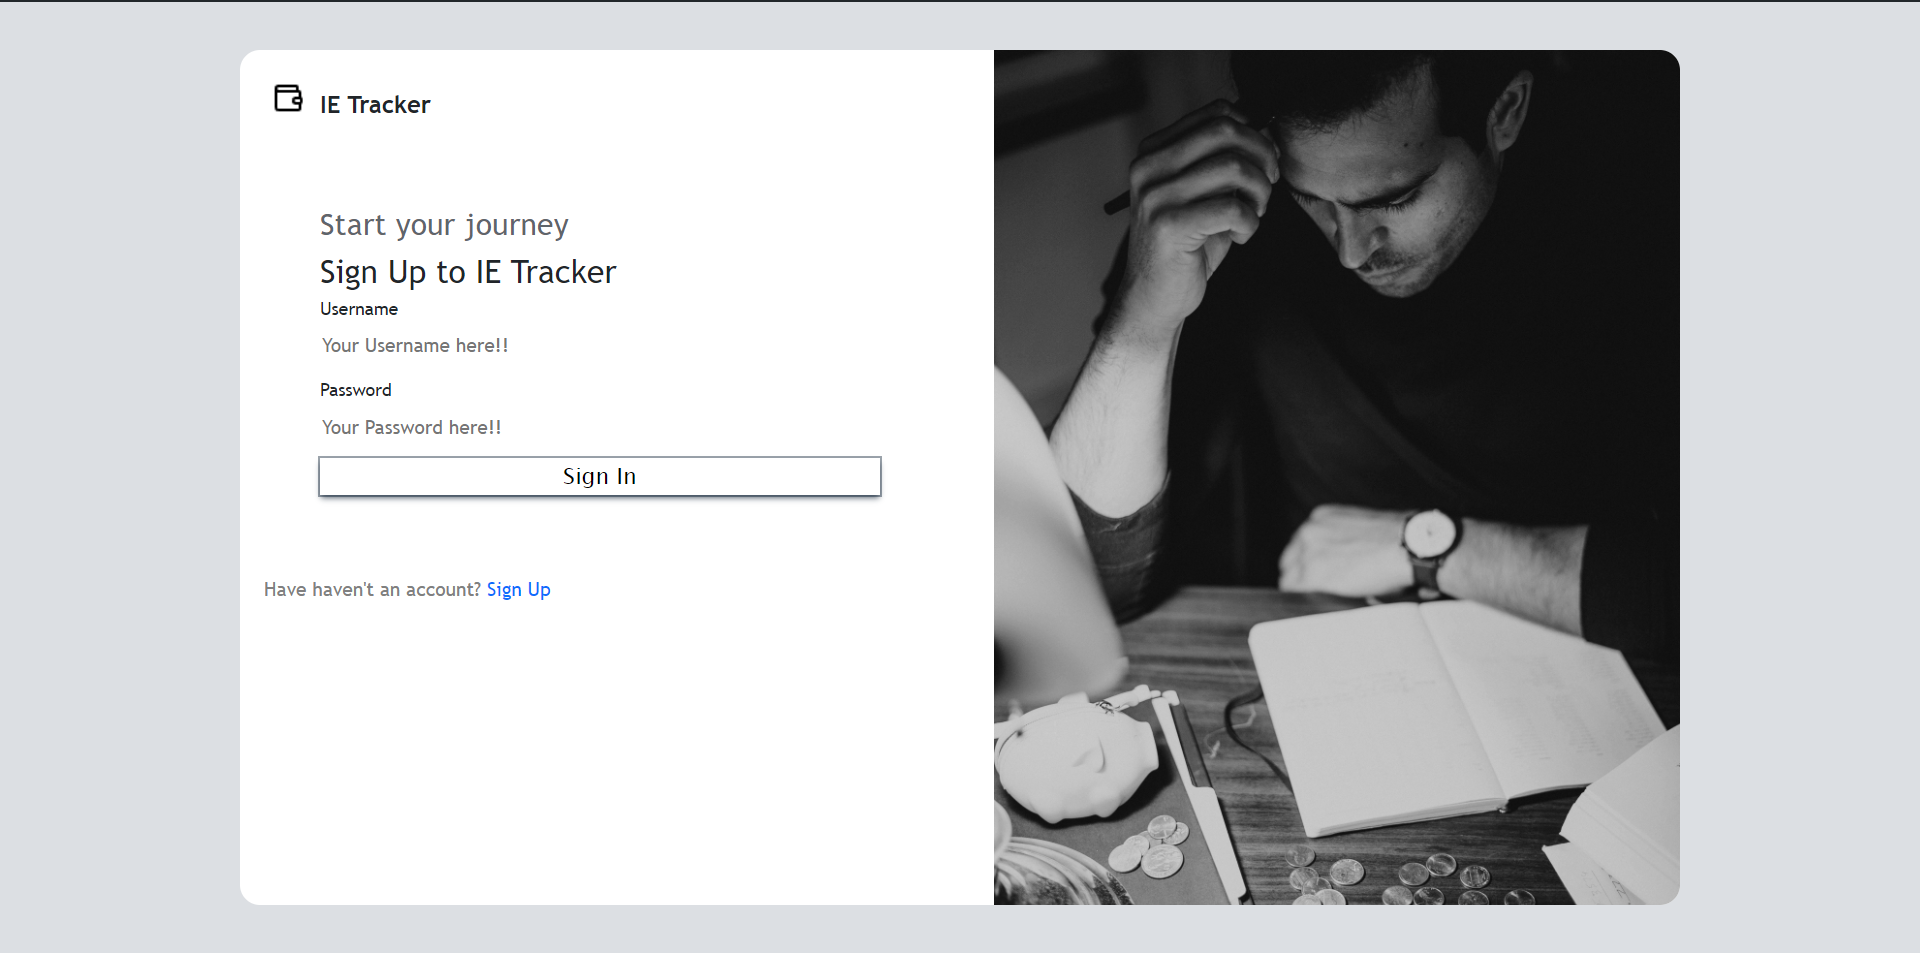 IE Tracker
Start your journey
Sign Up to IE Tracker
Username
Your Username here!!
Password
Your Password here!!
Sign In
Have haven't an account? Sign Up